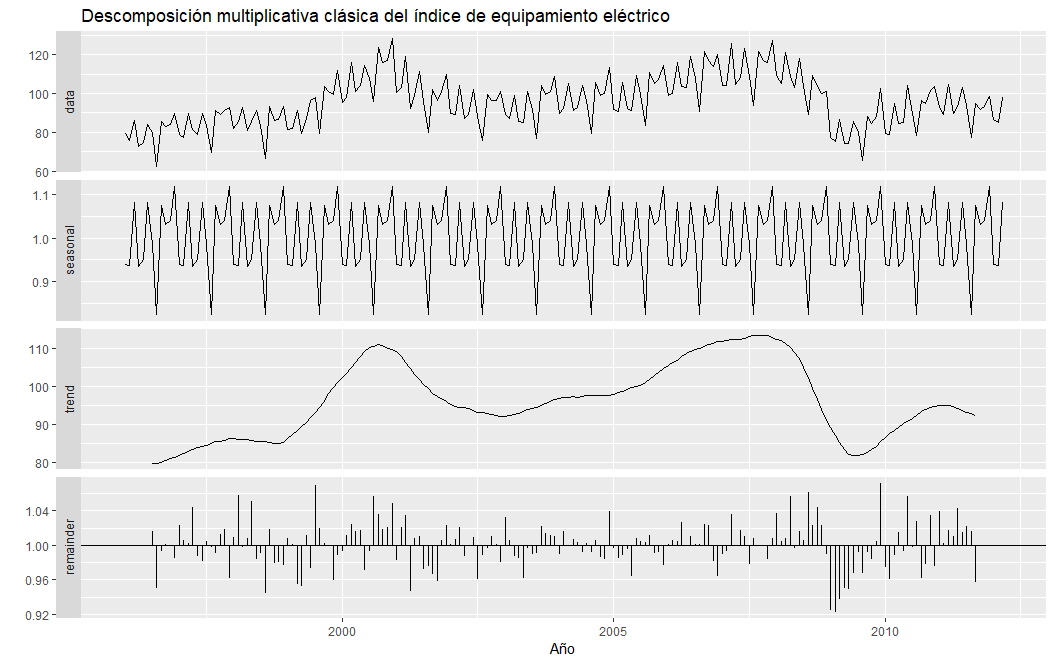 Descomposición multiplicativa clásica del índice de equipamiento eléctrico
data
120
100
80
60
seasonal
1.1
1.0
0.9
trend
110
100
90
80
remainder
1.04
1.00
0.96
0.92
2000 2005 2010
Año